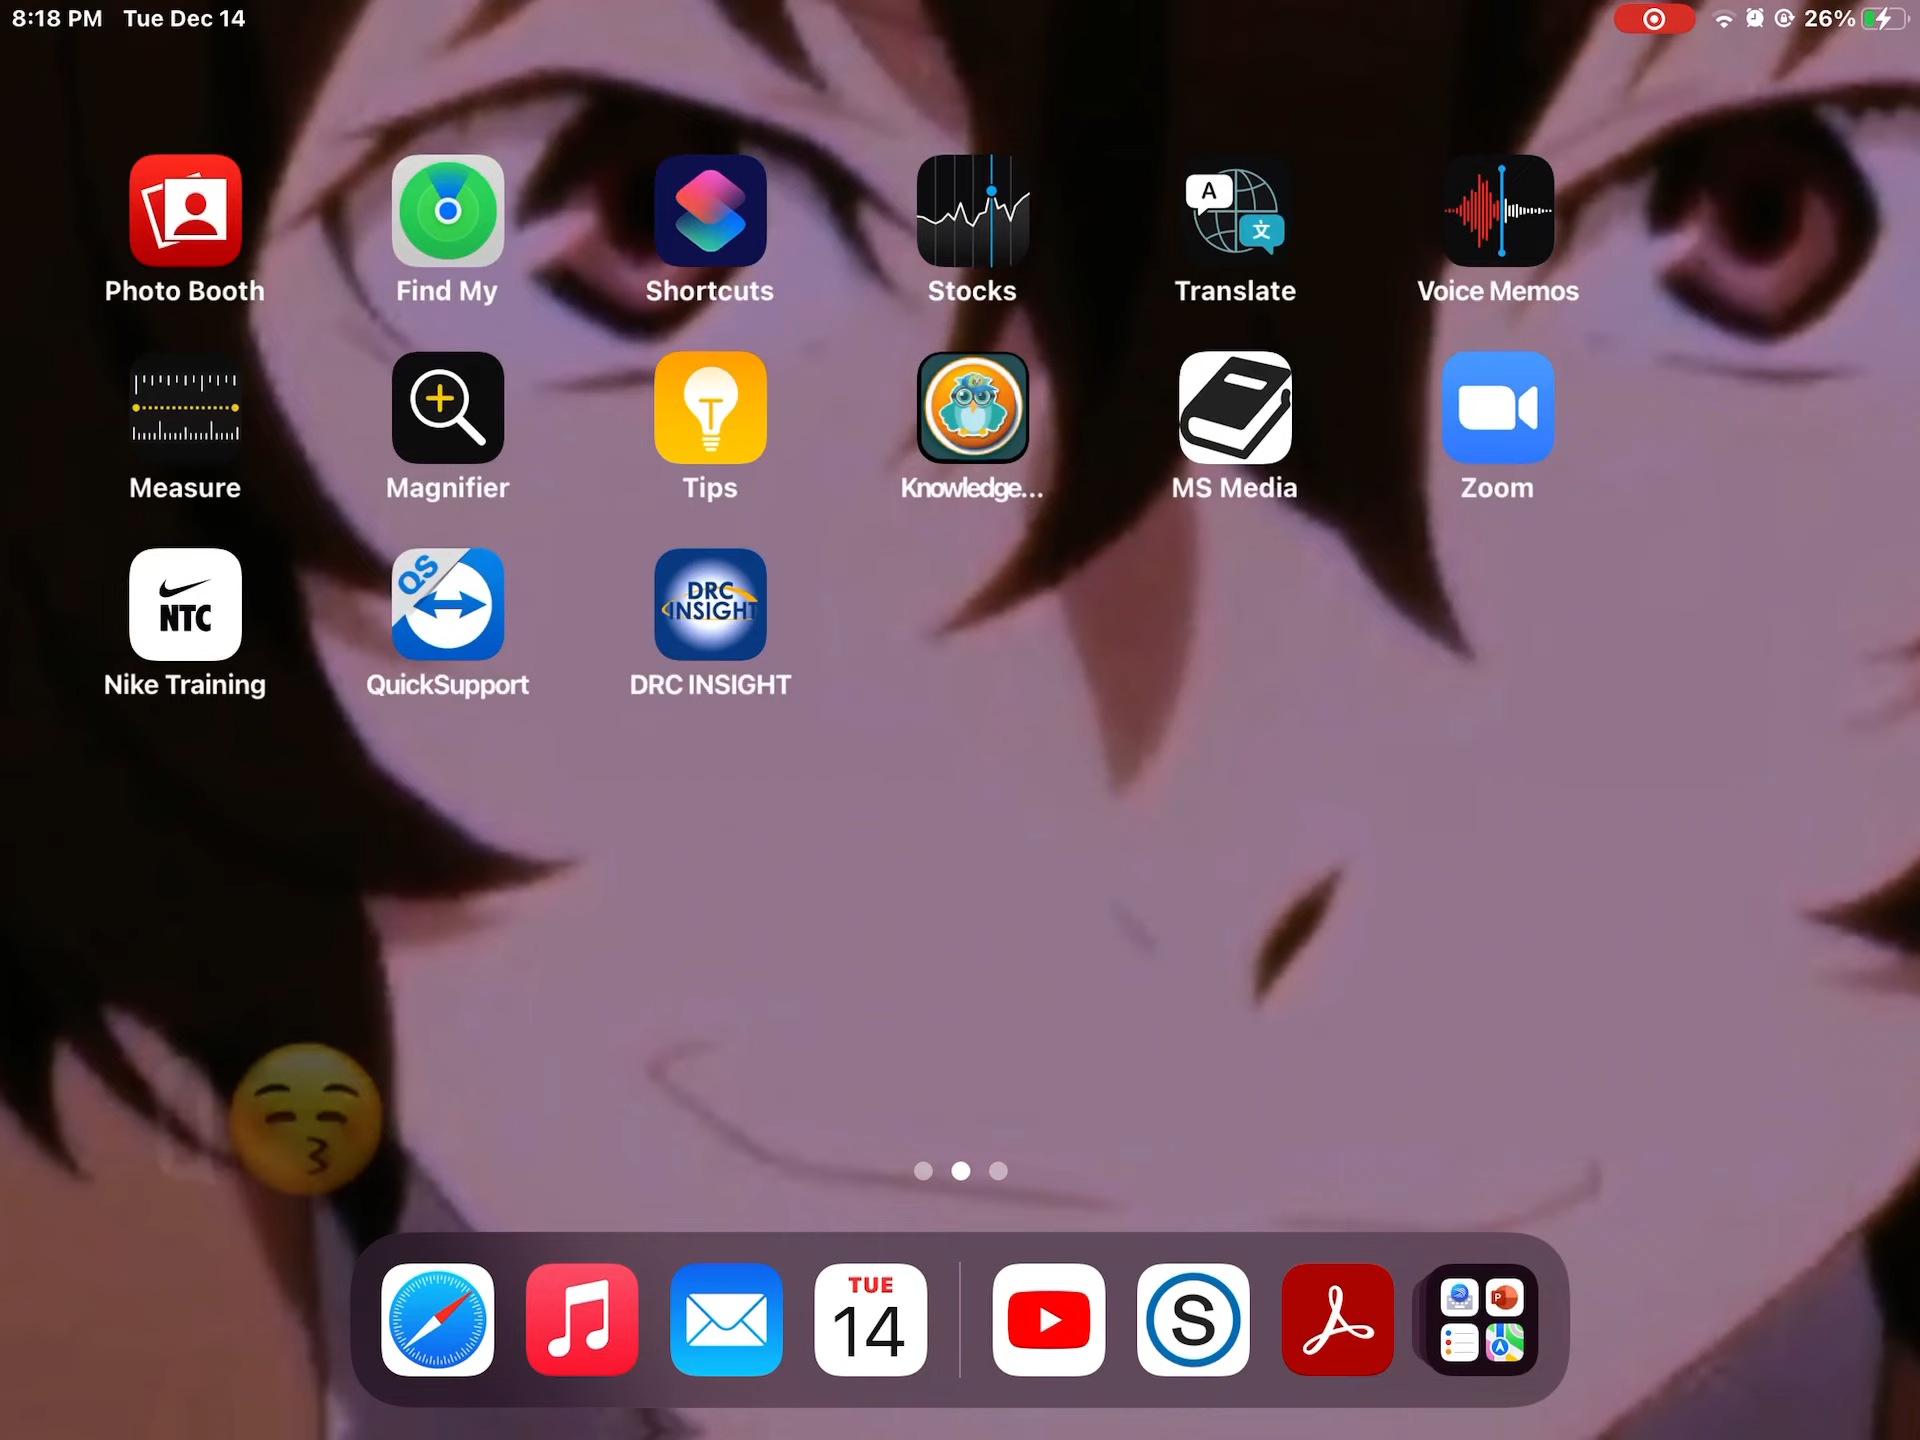 8:18 PM Tue Dec 14 26%
A 文
Photo Booth Find My Shortcuts Stocks Translate Voice Memos
Measure Magnifier Tips Knowledge... MS Media Zoom
NTC QS DRC INSIGHT
Nike Training QuickSupport DRC INSIGHT
TUE
14 S P